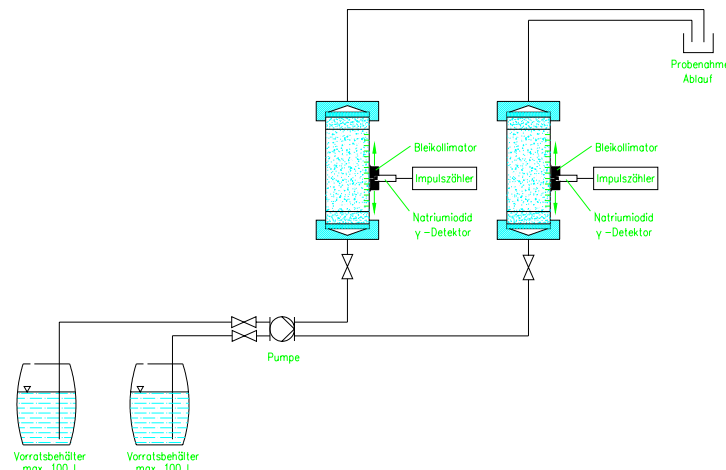 Probenahme
Ablauf
Bleikollimator
Impulszähler
Natriumiodid
γ-Detektor
Bleikollimator
Impulszähler
Natriumiodid
γ-Detektor
Pumpe
Vorratsbehälter
max. 100 l
Vorratsbehälter
max. 100 l